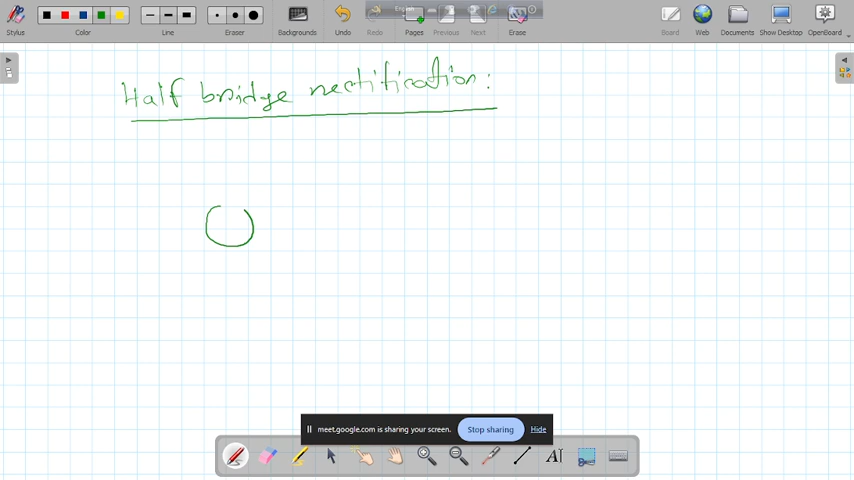 Stylus Color Line Eraser Backgrounds Undo Redo Pages Previous Next Erase Board Web Documents Show Desktop OpenBoard
English
Half bridge rectification:
meet.google.com is sharing your screen. Stop sharing Hide